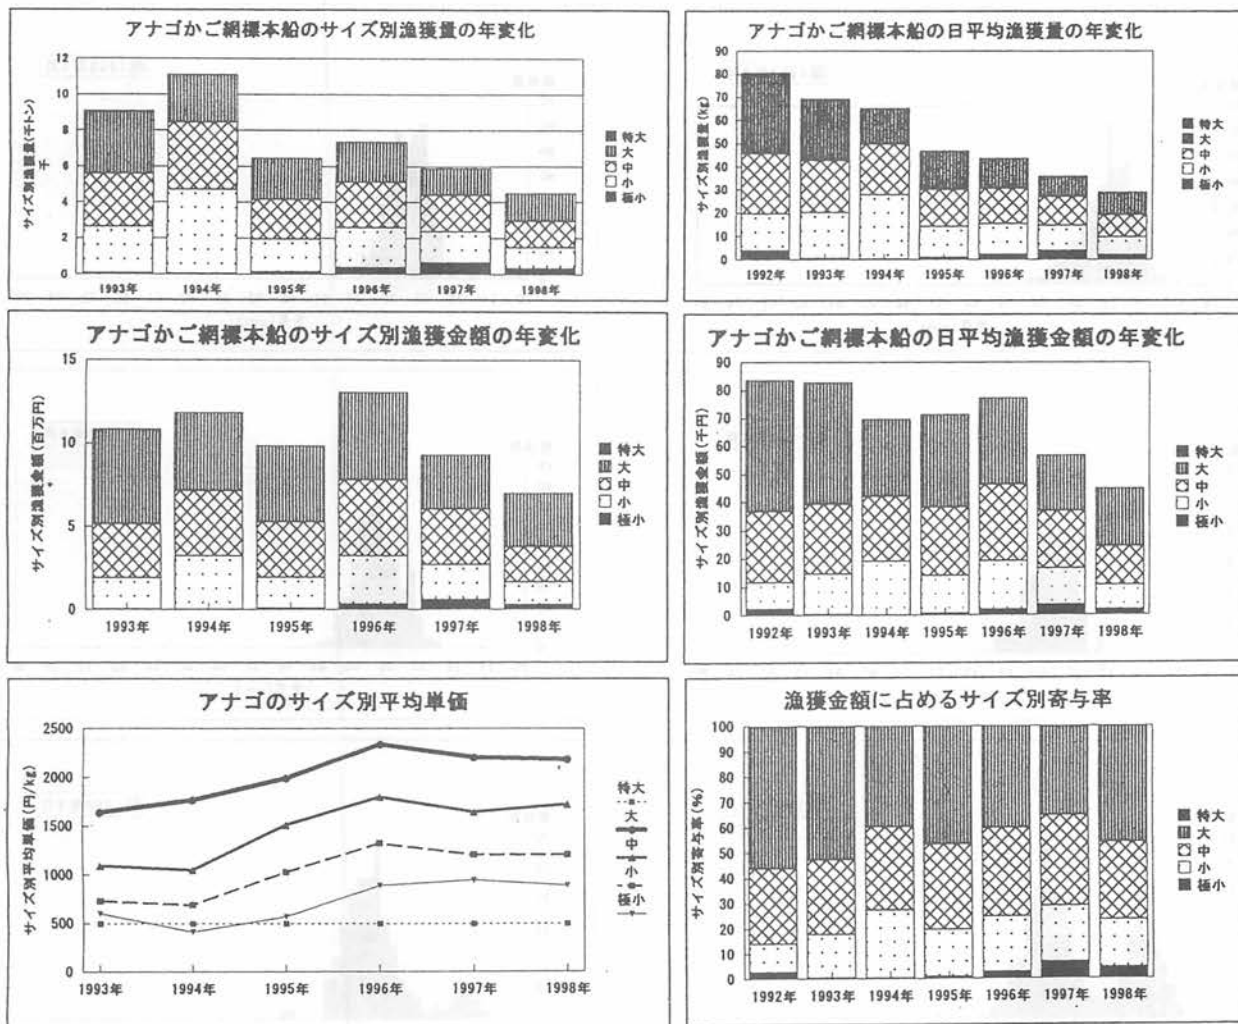 アナゴかご網標本船のサイズ別漁獲量の年変化
サイズ別漁獲量(千トン)
千
12
10
8
6
4
2
0
1993年 1994年 1995年 1996年 1997年 1998年
特大
大
中
小
極小
アナゴかご網標本船の日平均漁獲量の年変化
サイズ別漁獲量(kg)
90
80
70
60
50
40
30
20
10
0
1992年 1993年 1994年 1995年 1996年 1997年 1998年
特大
大
中
小
極小
アナゴかご網標本船のサイズ別漁獲金額の年変化
サイズ別漁獲金額(百万円)
15
10
5
0
1993年 1994年 1995年 1996年 1997年 1998年
特大
大
中
小
極小
アナゴかご網標本船の日平均漁獲金額の年変化
サイズ別漁獲金額(千円)
90
80
70
60
50
40
30
20
10
0
1992年 1993年 1994年 1995年 1996年 1997年 1998年
特大
大
中
小
極小
アナゴのサイズ別平均単価
サイズ別平均単価(円/kg)
2500
2000
1500
1000
500
0
1993年 1994年 1995年 1996年 1997年 1998年
特大
大
中
小
極小
漁獲金額に占めるサイズ別寄与率
サイズ別寄与率(%)
100
90
80
70
60
50
40
30
20
10
0
1992年 1993年 1994年 1995年 1996年 1997年 1998年
特大
大
中
小
極小